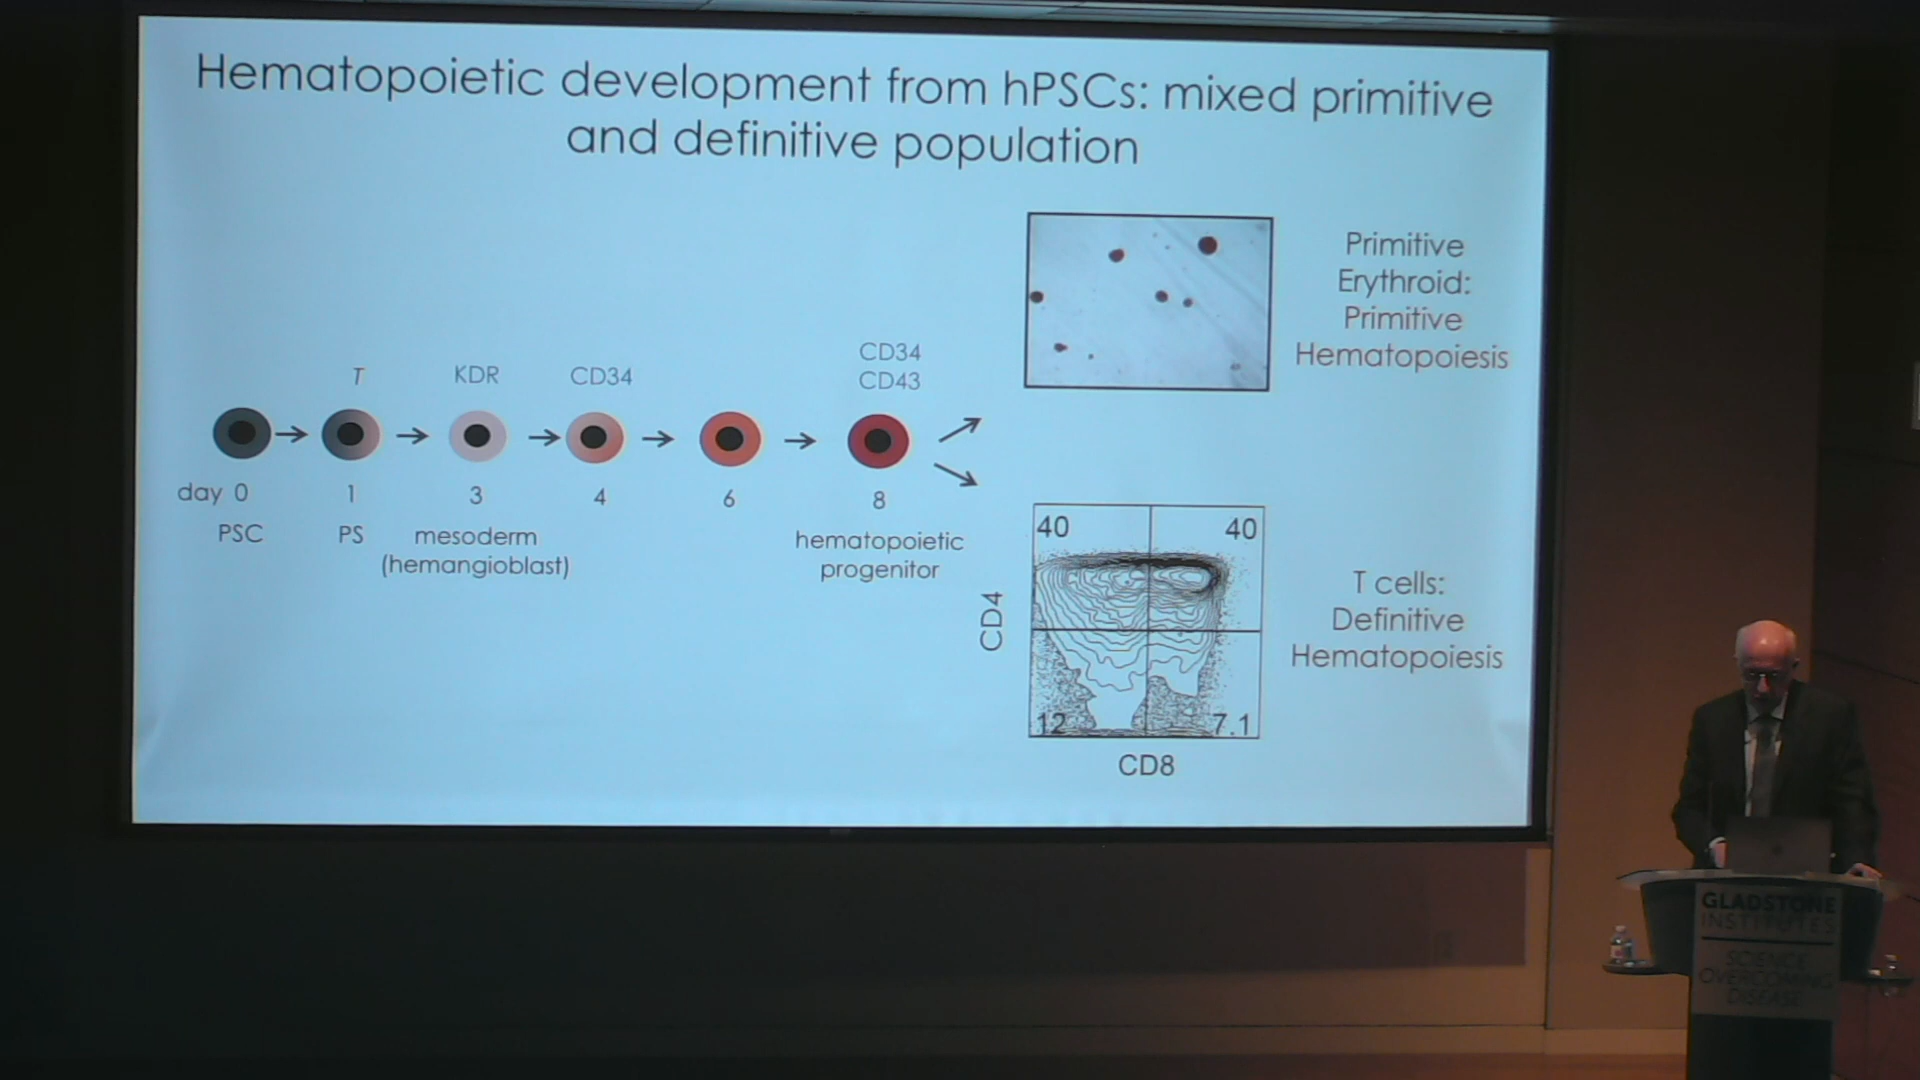 Hematopoietic development from hPSCs: mixed primitive
and definitive population
T
KDR
CD34
CD34
CD43
day 0
1
3
4
6
8
PSC
PS
mesoderm
(hemangioblast)
hematopoietic
progenitor
Primitive
Erythroid:
Primitive
Hematopoiesis
40
40
12
7.1
CD4
CD8
T cells:
Definitive
Hematopoiesis
GLADSTONE
INSTITUTES
SCIENCE
OVERCOMING
DISEASE